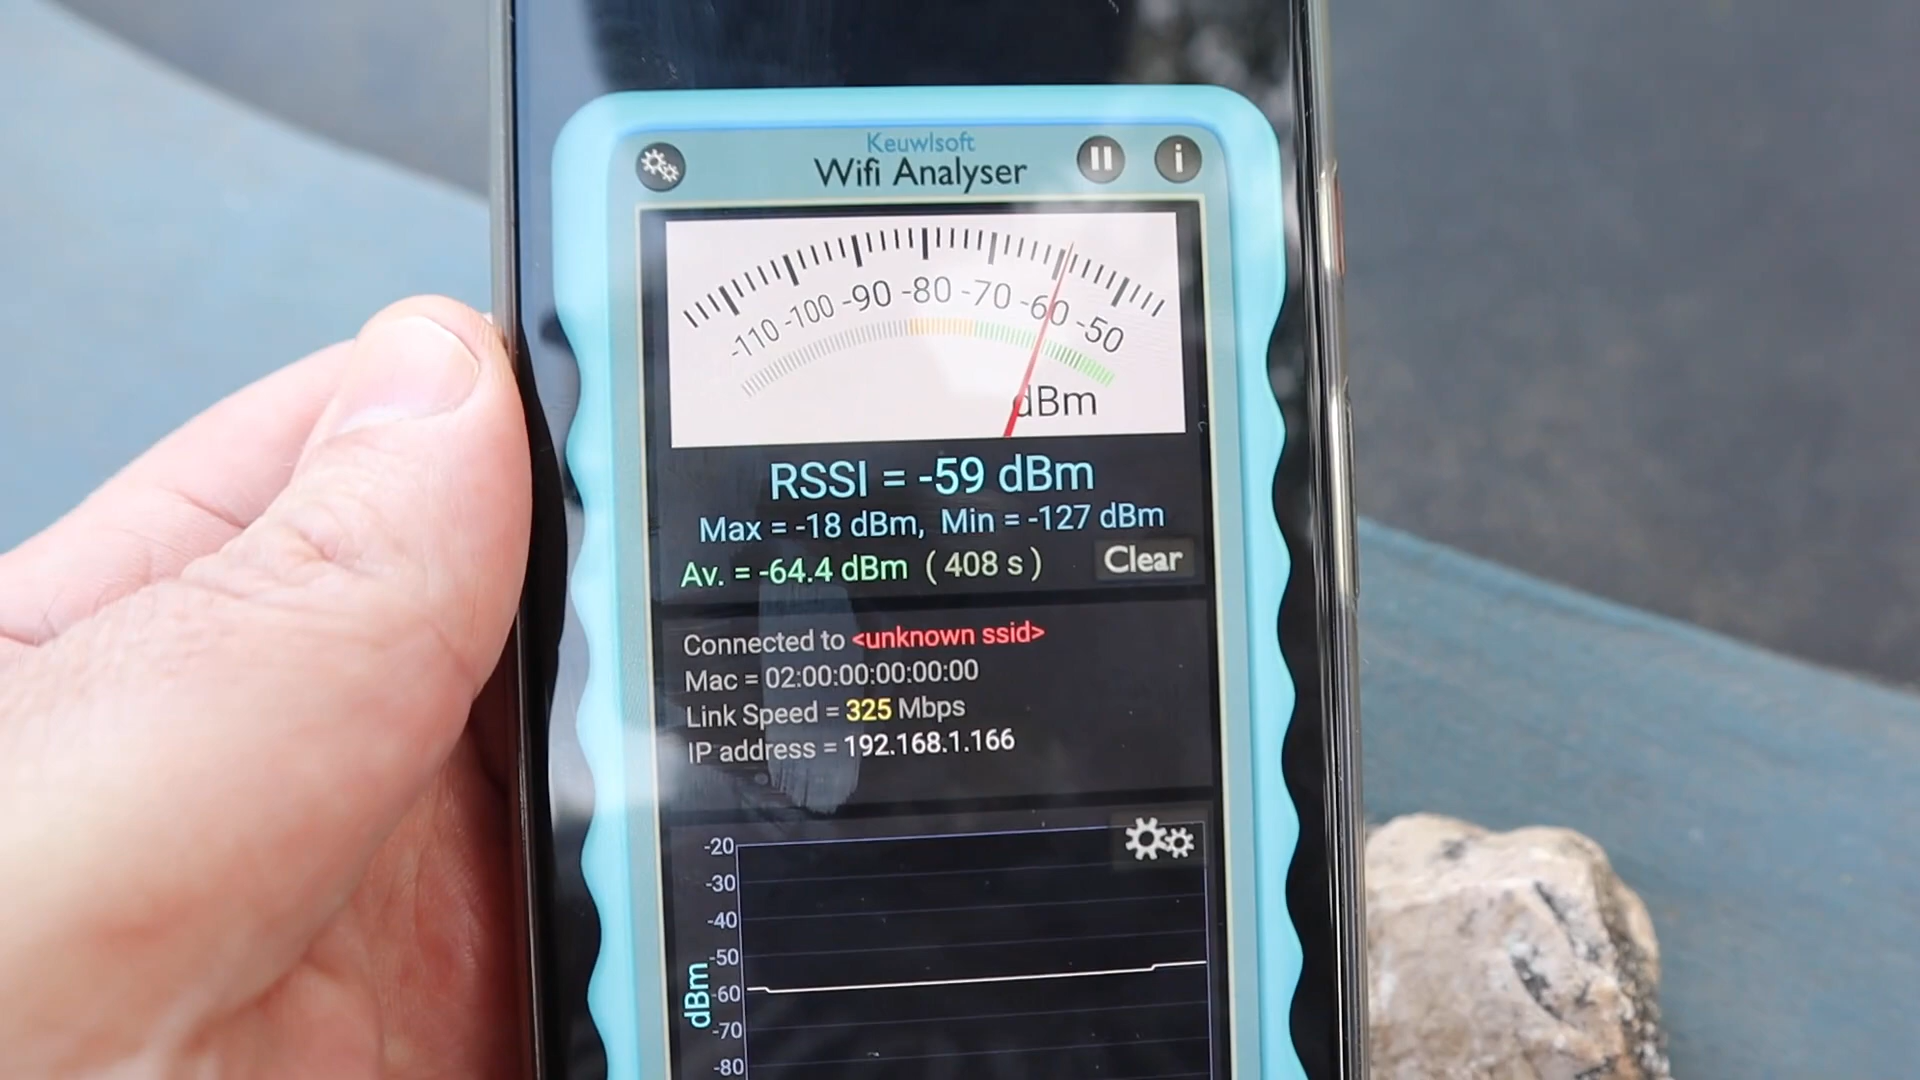 Keuwlsoft
Wifi Analyser
-110 -100 -90 -80 -70 -60 -50
dBm
RSSI = -59 dBm
Max = -18 dBm, Min = -127 dBm
Av. = -64.4 dBm ( 408 s ) Clear
Connected to <unknown ssid>
Mac = 02:00:00:00:00:00
Link Speed = 325 Mbps
IP address = 192.168.1.166
-20
-30
-40
-50
-60
-70
-80
dBm